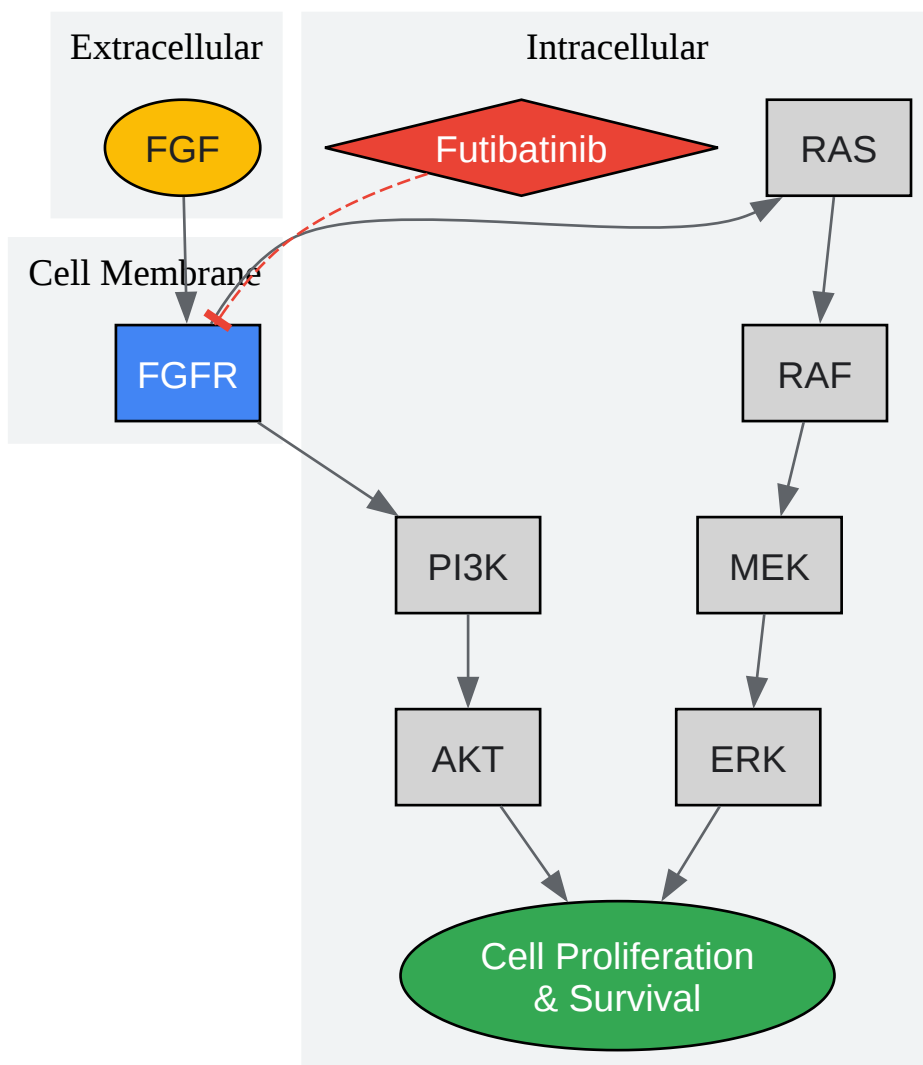 Extracellular
Intracellular
FGF
Futibatinib
RAS
Cell Membrane
FGFR
RAF
PI3K
MEK
AKT
ERK
Cell Proliferation
& Survival